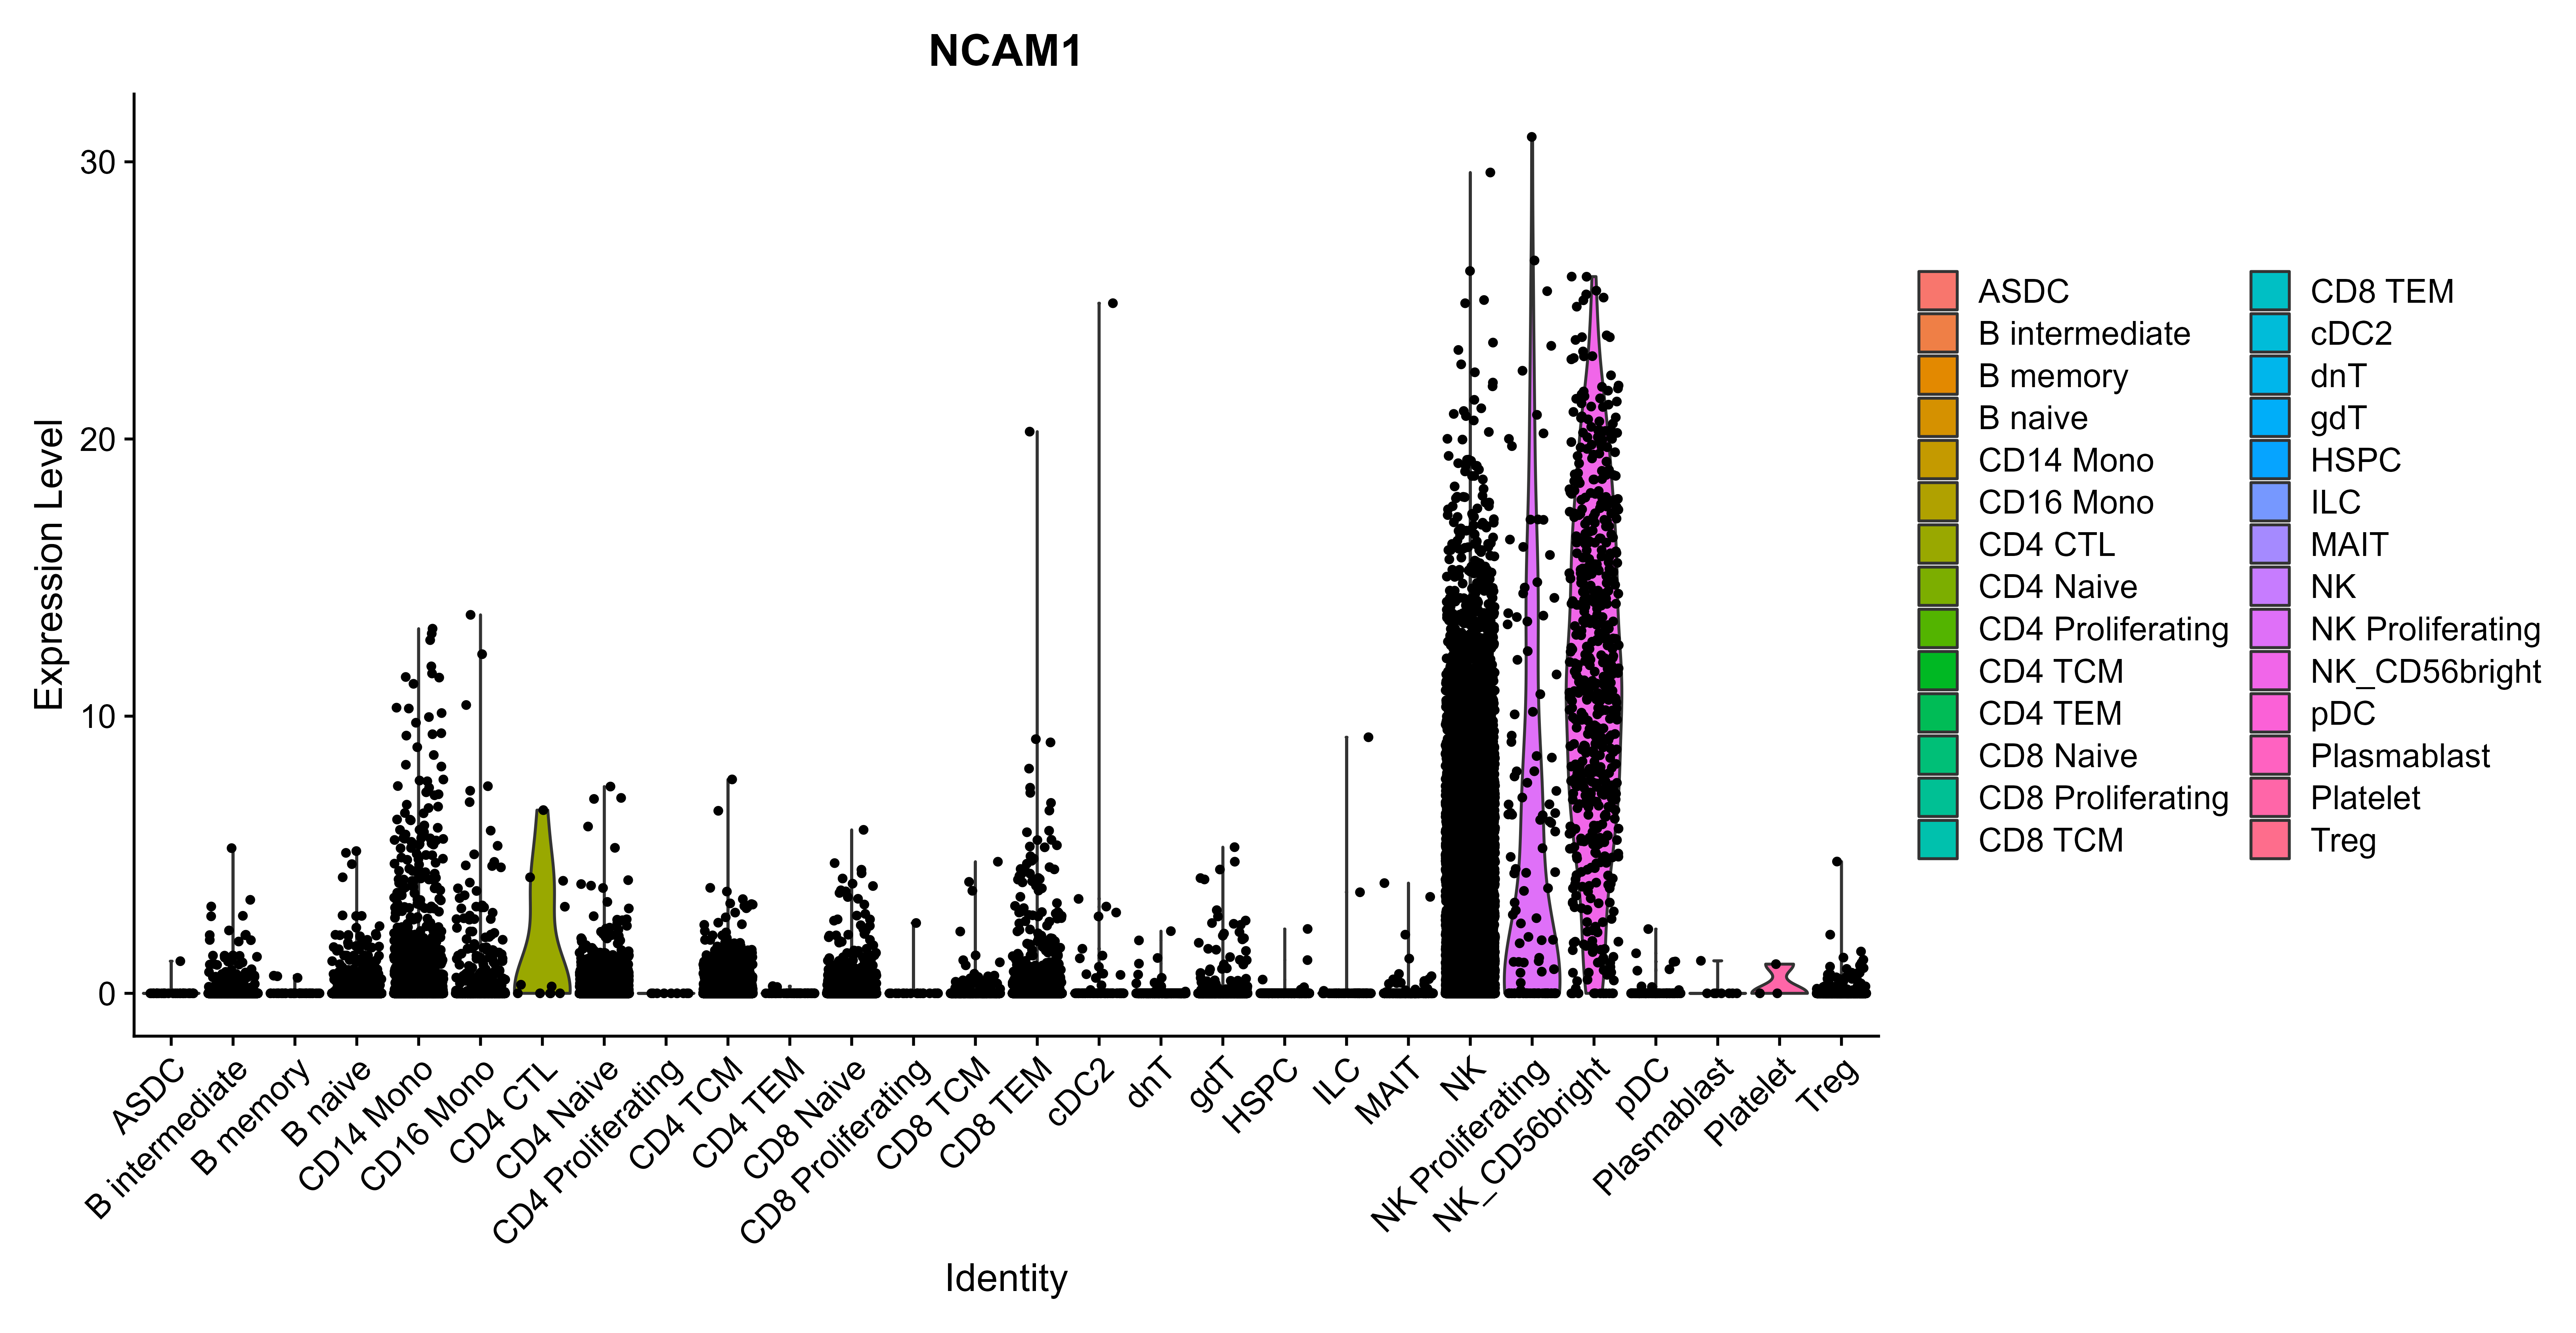 NCAM1
Expression Level
30
20
10
0
ASDC
B intermediate
B memory
B naive
CD14 Mono
CD16 Mono
CD4 CTL
CD4 Naive
CD4 Proliferating
CD4 TCM
CD4 TEM
CD8 Naive
CD8 Proliferating
CD8 TCM
CD8 TEM
cDC2
dnT
gdT
HSPC
ILC
MAIT
NK
NK Proliferating
NK_CD56bright
pDC
Plasmablast
Platelet
Treg
Identity
ASDC
B intermediate
B memory
B naive
CD14 Mono
CD16 Mono
CD4 CTL
CD4 Naive
CD4 Proliferating
CD4 TCM
CD4 TEM
CD8 Naive
CD8 Proliferating
CD8 TCM
CD8 TEM
cDC2
dnT
gdT
HSPC
ILC
MAIT
NK
NK Proliferating
NK_CD56bright
pDC
Plasmablast
Platelet
Treg